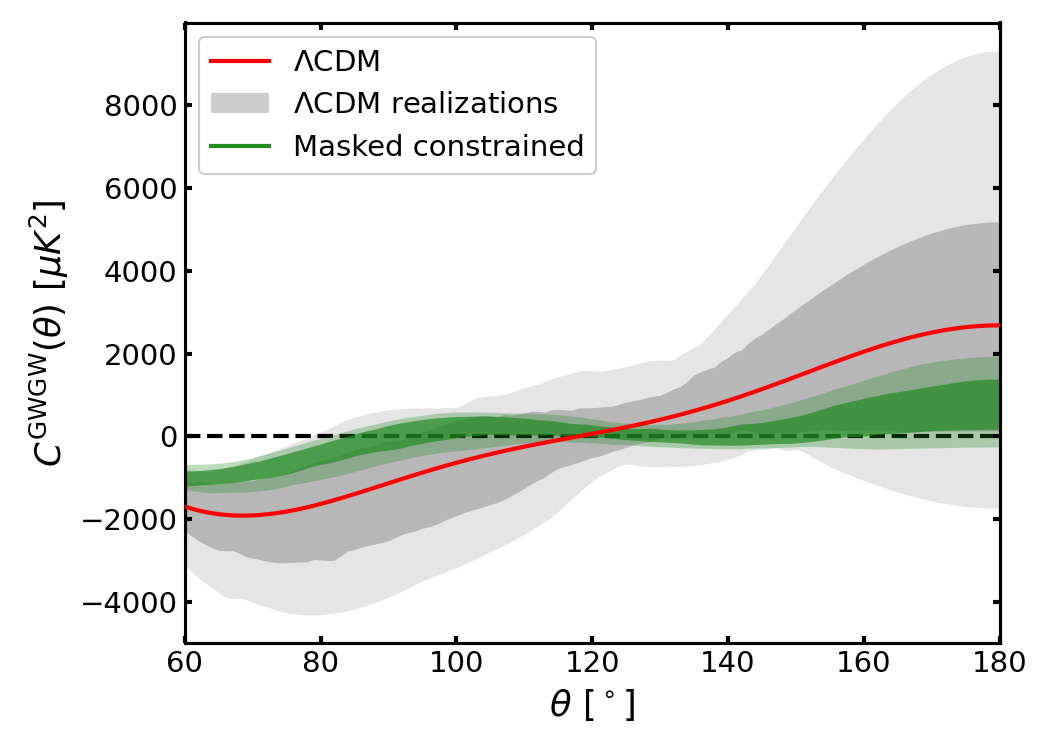 ΛCDM
ΛCDM realizations
Masked constrained
8000
6000
4000
2000
0
−2000
−4000
60 80 100 120 140 160 180
θ [°]
C^GWGW(θ) [μK²]